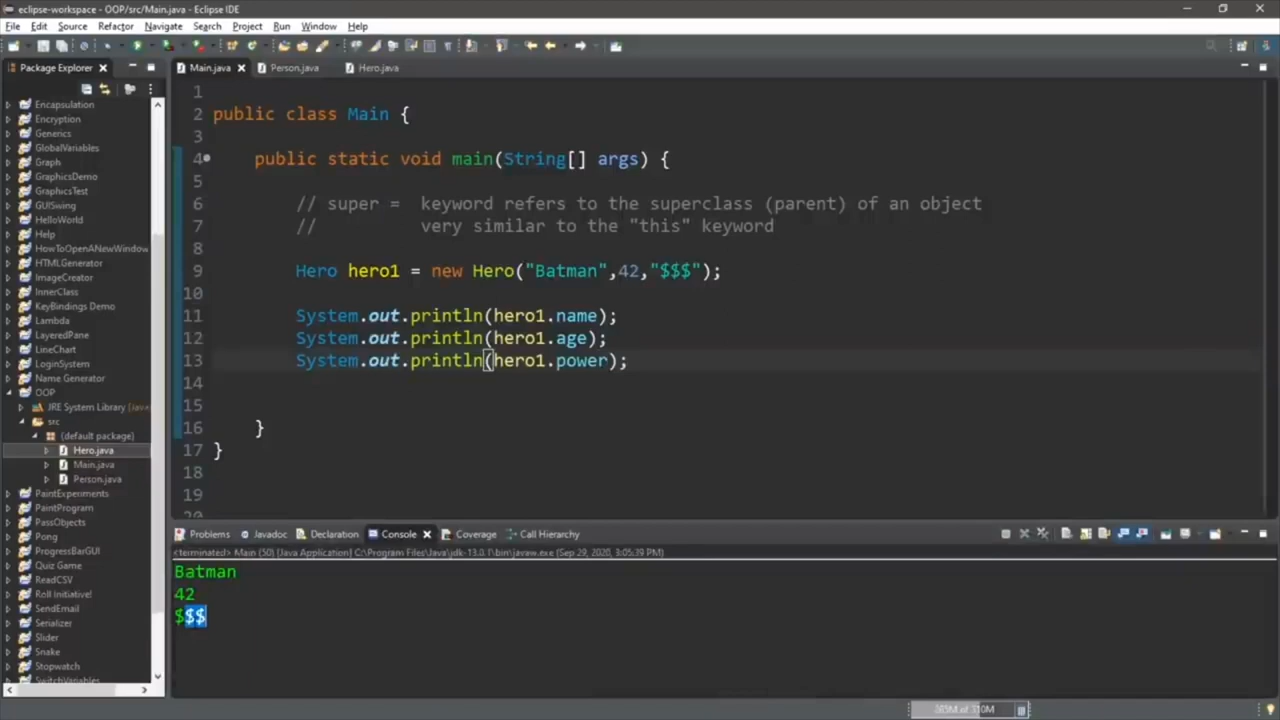 eclipse-workspace - OOP/src/Main.java - Eclipse IDE
File Edit Source Refactor Navigate Search Project Run Window Help
Package Explorer
Main.java Person.java Hero.java
Encapsulation
Encryption
Generics
GlobalVariables
Graph
GraphicsDemo
GraphicsTest
GUISwing
HelloWorld
Help
HowToOpenANewWindow
HTMLGenerator
ImageCreator
InnerClass
KeyBindings Demo
Lambda
LayeredPane
LineChart
LoginSystem
Name Generator
OOP
JRE System Library
src
(default package)
Hero.java
Main.java
Person.java
PaintExperiments
PaintProgram
PassObjects
Pong
ProgressBarGUI
Quiz Game
ReadCSV
Roll Initiative!
SendEmail
Serializer
Slider
Snake
Stopwatch
SwitchVariables
1
2 public class Main {
3
4 public static void main(String[] args) {
5
6 // super = keyword refers to the superclass (parent) of an object
7 // very similar to the "this" keyword
8
9 Hero hero1 = new Hero("Batman",42,"$$$");
10
11 System.out.println(hero1.name);
12 System.out.println(hero1.age);
13 System.out.println(hero1.power);
14
15
16 }
17 }
18
19
20
Problems Javadoc Declaration Console Coverage Call Hierarchy
<terminated> Main (50) [Java Application] C:\Program Files\Java\jdk-13.0.1\bin\javaw.exe (Sep 29, 2020, 3:05:39 PM)
Batman
42
$$$